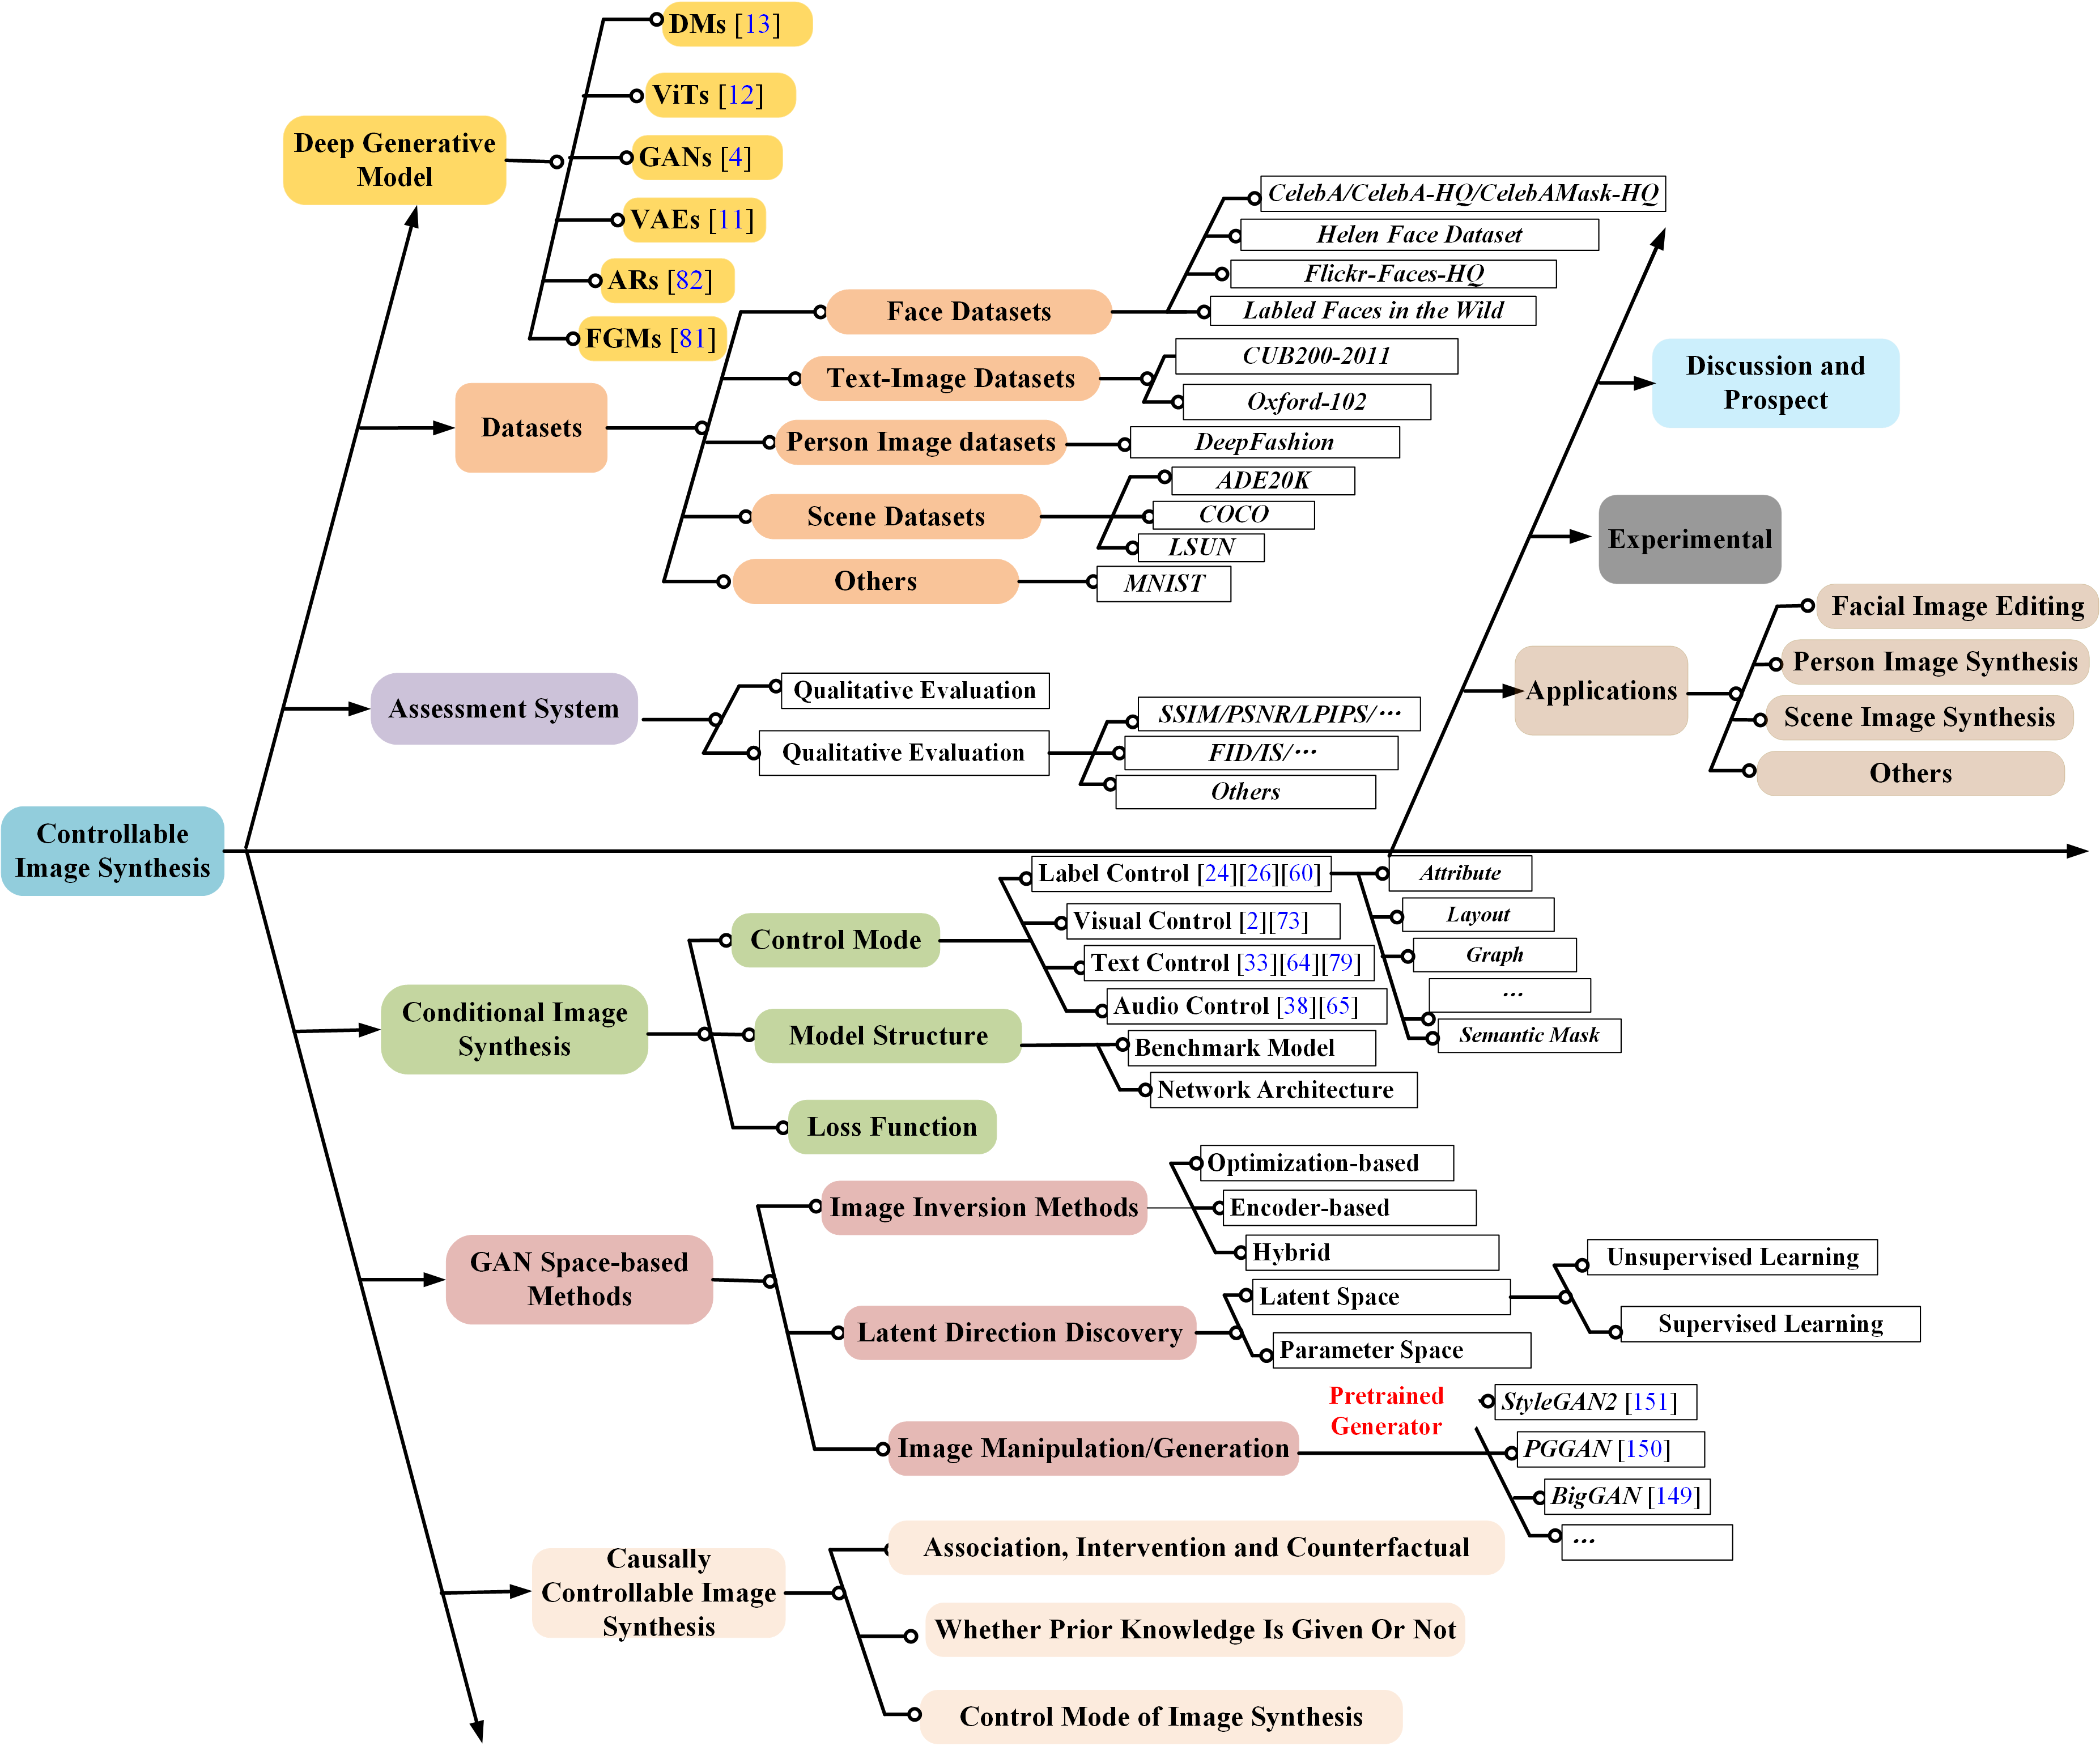 Controllable
Image Synthesis
Deep Generative
Model
DMs [13]
ViTs [12]
GANs [4]
VAEs [11]
ARs [82]
FGMs [81]
Datasets
Face Datasets
CelebA/CelebA-HQ/CelebAMask-HQ
Helen Face Dataset
Flickr-Faces-HQ
Labled Faces in the Wild
Text-Image Datasets
CUB200-2011
Oxford-102
Person Image datasets
DeepFashion
Scene Datasets
ADE20K
COCO
LSUN
Others
MNIST
Assessment System
Qualitative Evaluation
Qualitative Evaluation
SSIM/PSNR/LPIPS/···
FID/IS/···
Others
Discussion and
Prospect
Experimental
Applications
Facial Image Editing
Person Image Synthesis
Scene Image Synthesis
Others
Conditional Image
Synthesis
Control Mode
Label Control [24][26][60]
Attribute
Layout
Graph
···
Semantic Mask
Visual Control [2][73]
Text Control [33][64][79]
Audio Control [38][65]
Model Structure
Benchmark Model
Network Architecture
Loss Function
GAN Space-based
Methods
Image Inversion Methods
Optimization-based
Encoder-based
Hybrid
Latent Direction Discovery
Latent Space
Unsupervised Learning
Supervised Learning
Parameter Space
Image Manipulation/Generation
Pretrained
Generator
StyleGAN2 [151]
PGGAN [150]
BigGAN [149]
···
Causally
Controllable Image
Synthesis
Association, Intervention and Counterfactual
Whether Prior Knowledge Is Given Or Not
Control Mode of Image Synthesis